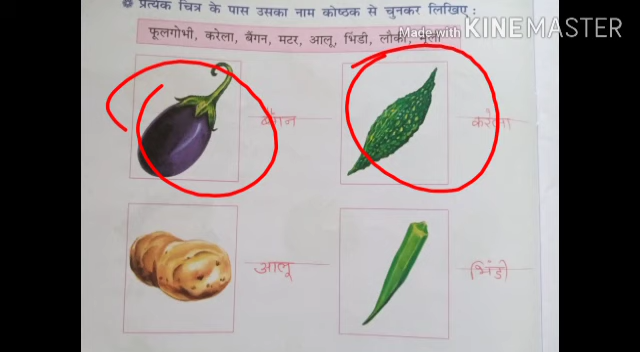 प्रत्येक चित्र के पास उसका नाम कोष्ठक से चुनकर लिखिए :
फूलगोभी, करेला, बैंगन, मटर, आलू, भिंडी, लौकी, मूली
Made with KINEMASTER
बैंगन
करेला
आलू
भिंडी